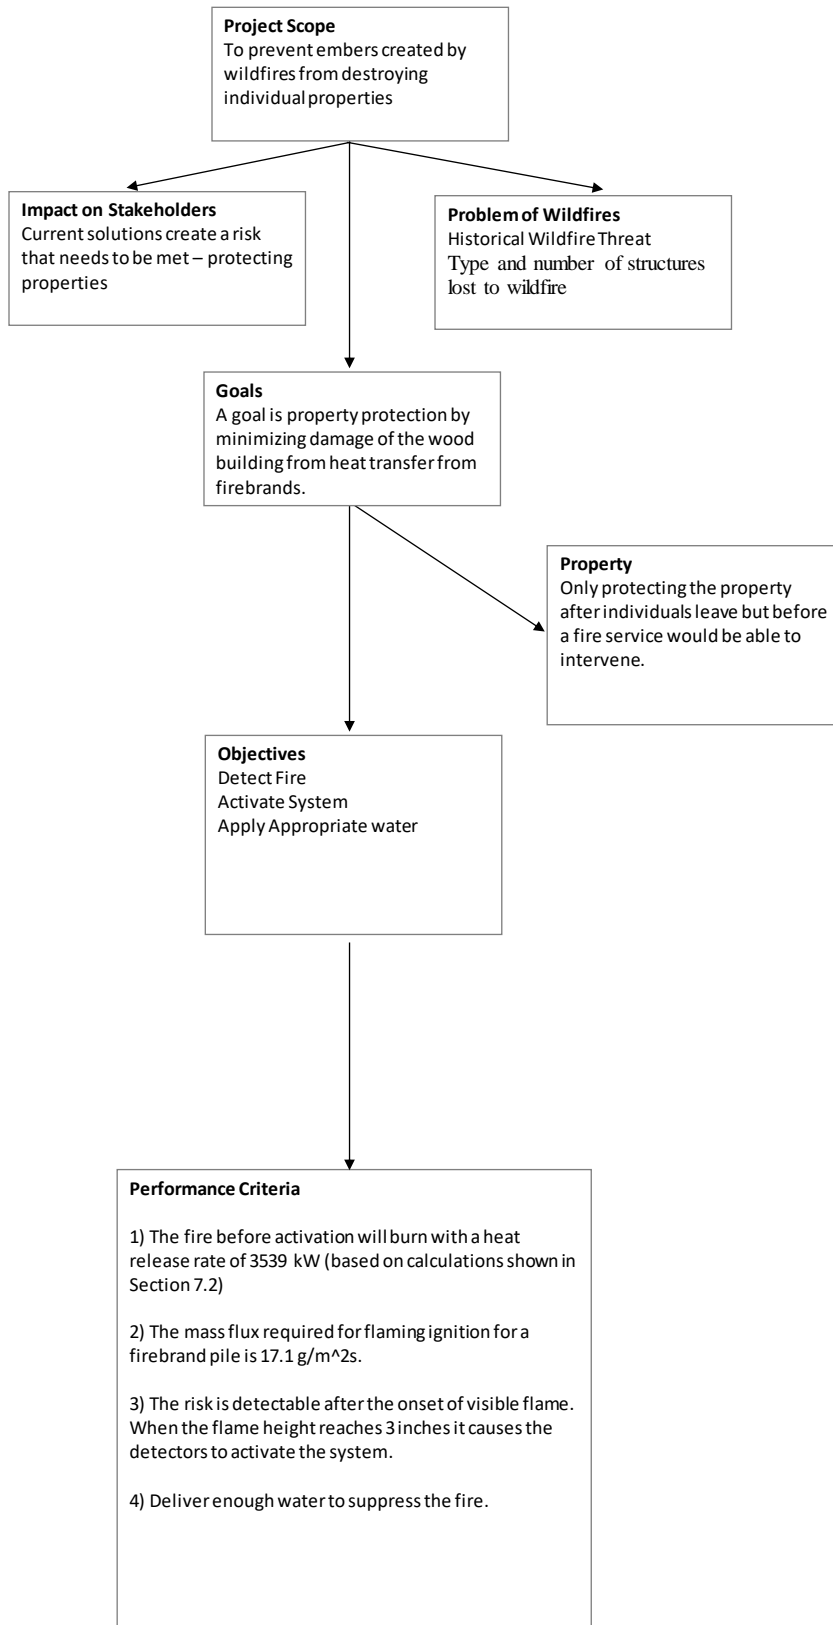 Project Scope
To prevent embers created by
wildfires from destroying
individual properties
Impact on Stakeholders
Current solutions create a risk
that needs to be met – protecting
properties
Problem of Wildfires
Historical Wildfire Threat
Type and number of structures
lost to wildfire
Goals
A goal is property protection by
minimizing damage of the wood
building from heat transfer from
firebrands.
Property
Only protecting the property
after individuals leave but before
a fire service would be able to
intervene.
Objectives
Detect Fire
Activate System
Apply Appropriate water
Performance Criteria
1) The fire before activation will burn with a heat
release rate of 3539 kW (based on calculations shown in
Section 7.2)
2) The mass flux required for flaming ignition for a
firebrand pile is 17.1 g/m^2s.
3) The risk is detectable after the onset of visible flame.
When the flame height reaches 3 inches it causes the
detectors to activate the system.
4) Deliver enough water to suppress the fire.